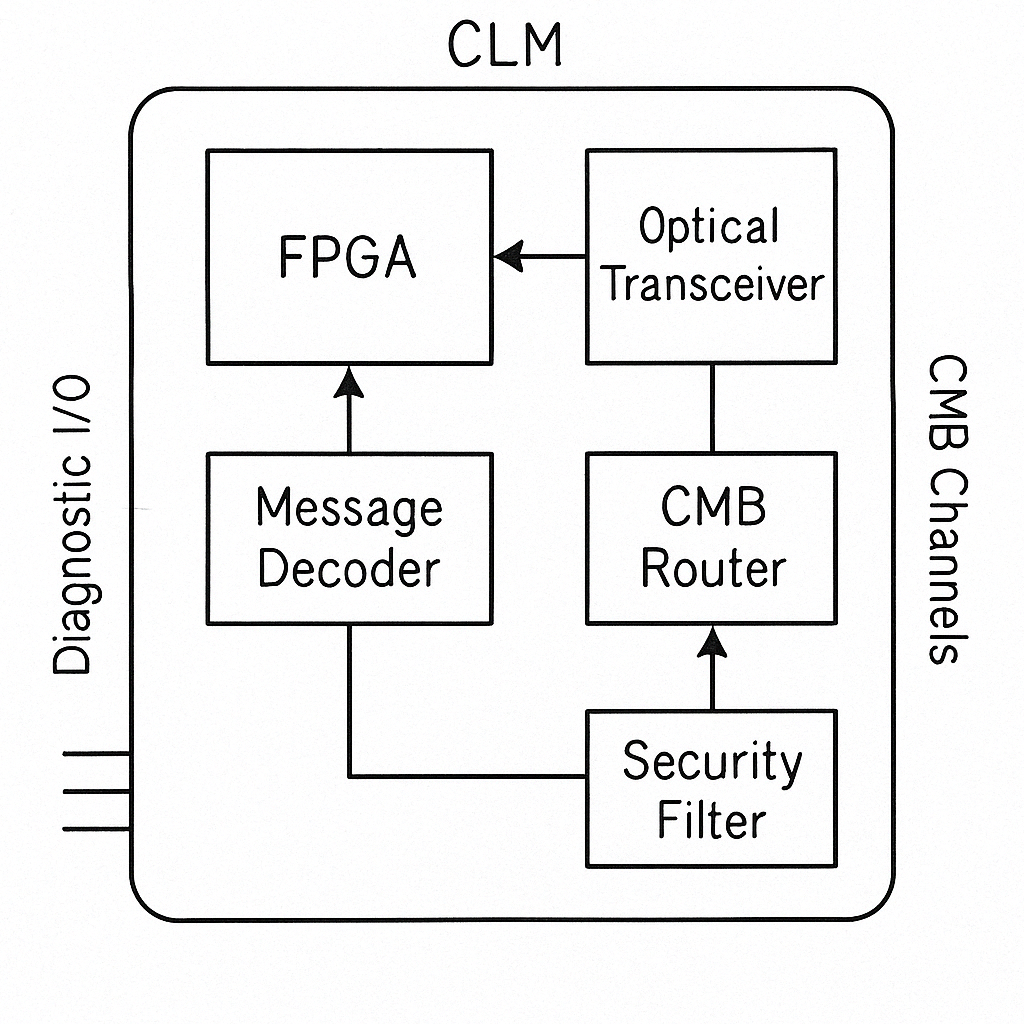 CLM
FPGA
Optical
Transceiver
Message
Decoder
CMB
Router
Security
Filter
Diagnostic I/O
CMB Channels